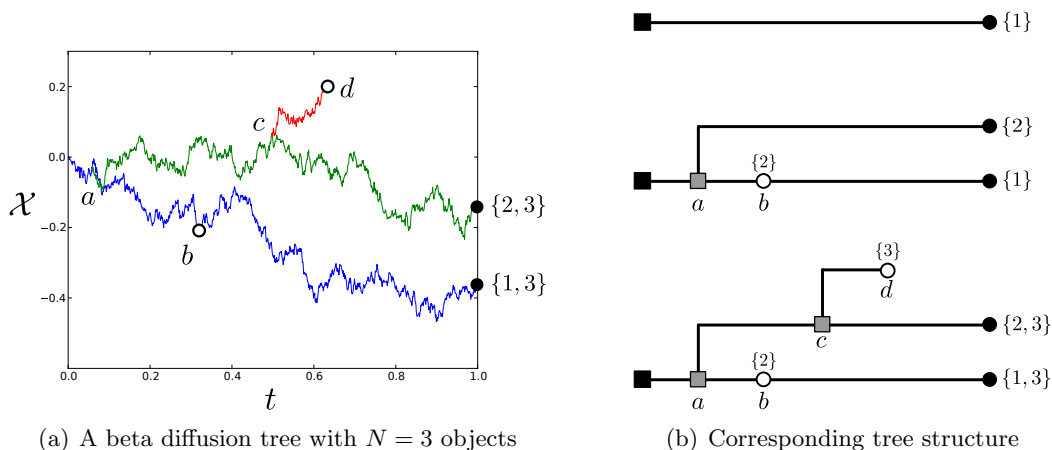 0.2
0.0
−0.2
−0.4
𝒳
a
b
c
d
{2, 3}
{1, 3}
0.0 0.2 0.4 0.6 0.8 1.0
t
(a) A beta diffusion tree with N = 3 objects
{1}
{2}
{2}
{1}
a b
{3}
d
{2, 3}
c
{2}
{1, 3}
a b
(b) Corresponding tree structure